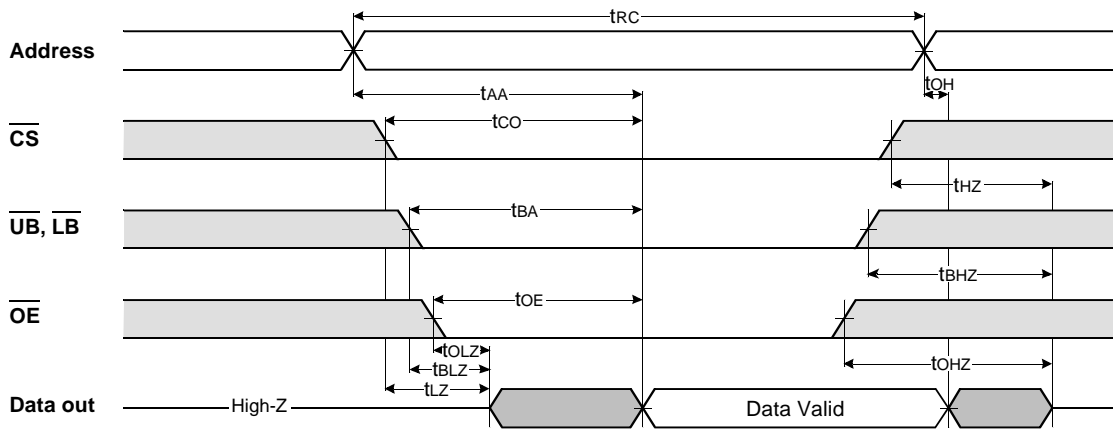 tRC
Address
tOH
tAA
tCO
CS
tHZ
tBA
UB, LB
tBHZ
tOE
OE
tOLZ
tOHZ
tBLZ
tLZ
Data out
High-Z
Data Valid